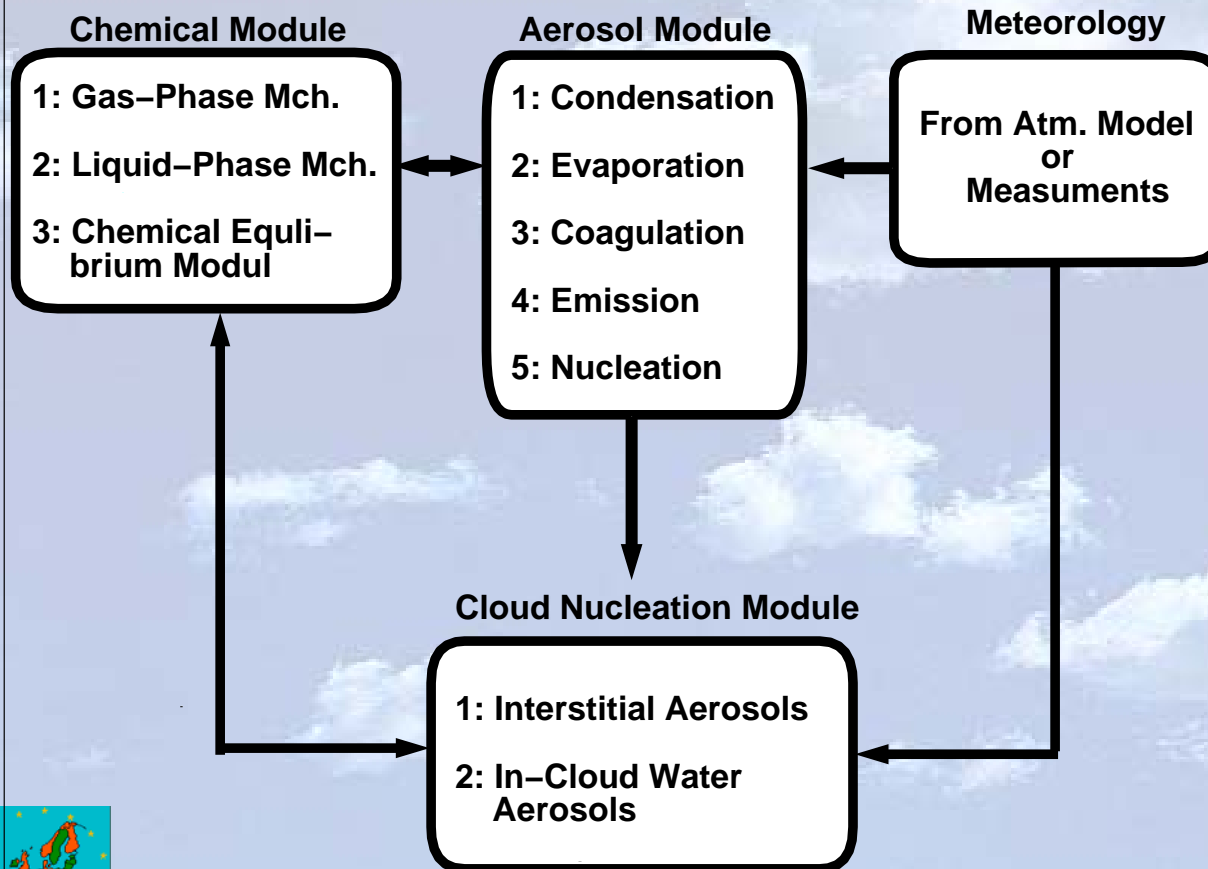 Chemical Module
1: Gas–Phase Mch.
2: Liquid–Phase Mch.
3: Chemical Equli–
brium Modul
Aerosol Module
1: Condensation
2: Evaporation
3: Coagulation
4: Emission
5: Nucleation
Meteorology
From Atm. Model
or
Measuments
Cloud Nucleation Module
1: Interstitial Aerosols
2: In–Cloud Water
Aerosols